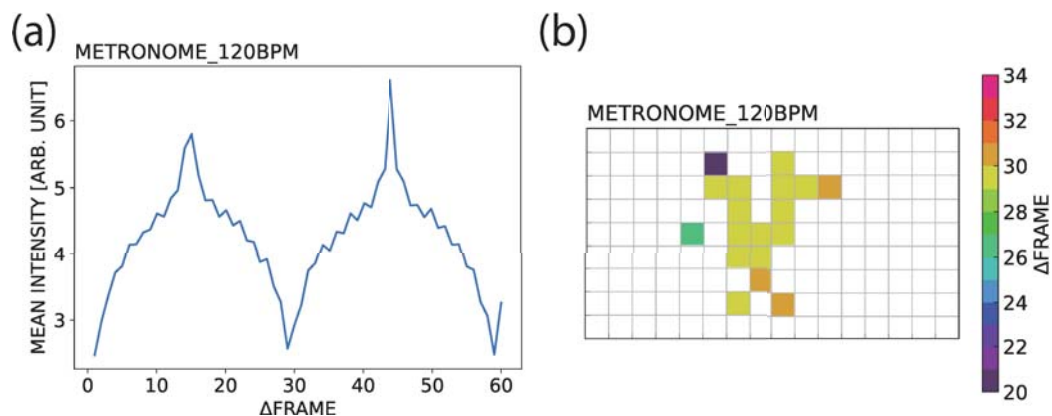 (a)
METRONOME_120BPM
MEAN INTENSITY [ARB. UNIT]
6
5
4
3
0 10 20 30 40 50 60
ΔFRAME
(b)
METRONOME_120BPM
34
32
30
28
26
24
22
20
ΔFRAME